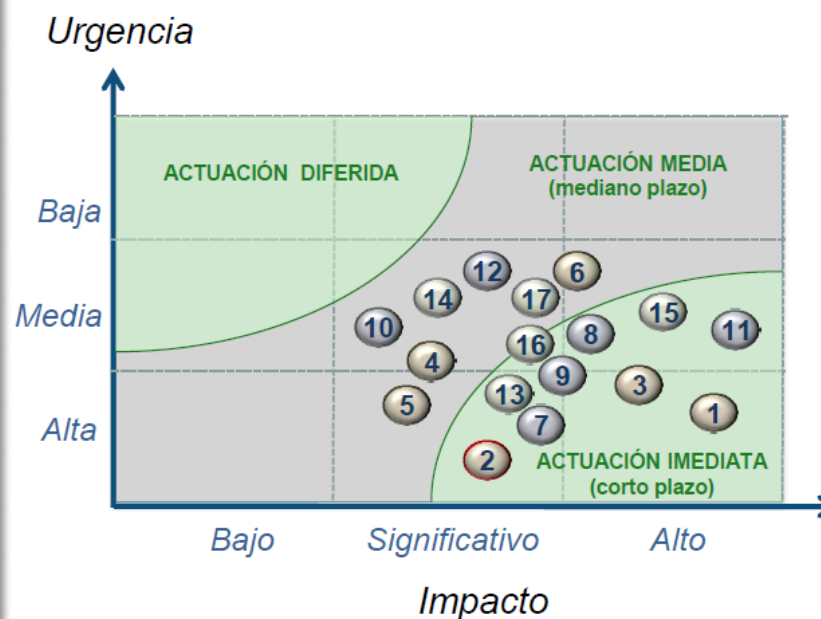 Urgencia
ACTUACIÓN DIFERIDA
ACTUACIÓN MEDIA
(mediano plazo)
Baja
12
6
14
17
Media
10
15
11
8
16
4
9
3
5
13
1
7
Alta
2
ACTUACIÓN IMEDIATA
(corto plazo)
Bajo
Significativo
Alto
Impacto